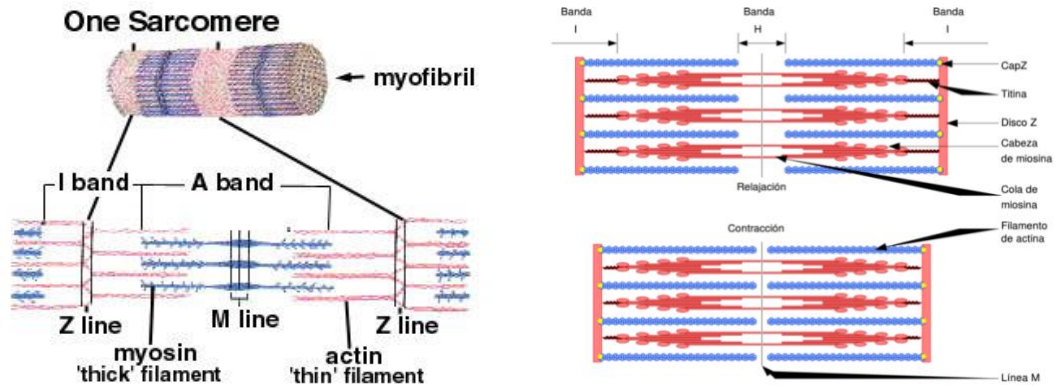 One Sarcomere
myofibril
I band
A band
Z line
M line
Z line
myosin
'thick' filament
actin
'thin' filament
Banda
I
Banda
H
Banda
I
CapZ
Titina
Disco Z
Cabeza
de miosina
Cola de
miosina
Relajación
Contracción
Filamento
de actina
Línea M